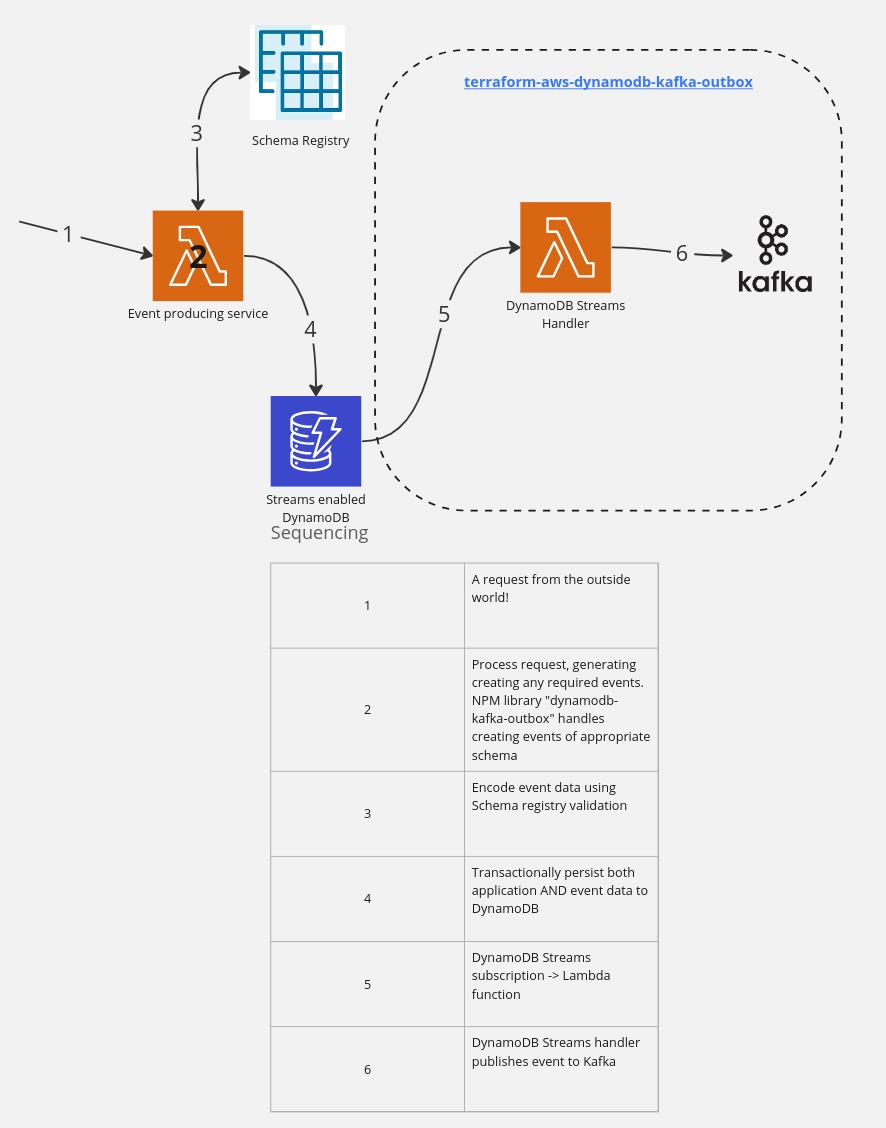 terraform-aws-dynamodb-kafka-outbox
3
Schema Registry
1
2
Event producing service
4
5
DynamoDB Streams
Handler
6
kafka
Streams enabled
DynamoDB
Sequencing
1
A request from the outside
world!
2
Process request, generating
creating any required events.
NPM library "dynamodb-
kafka-outbox" handles
creating events of appropriate
schema
3
Encode event data using
Schema registry validation
4
Transactionally persist both
application AND event data to
DynamoDB
5
DynamoDB Streams
subscription -> Lambda
function
6
DynamoDB Streams handler
publishes event to Kafka